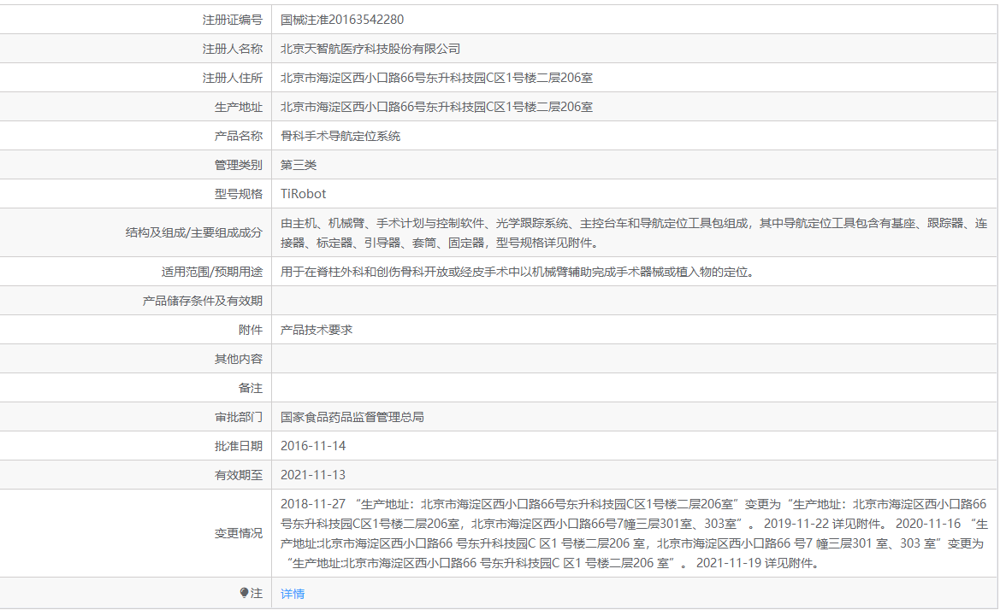 注册证编号 国械注准20163542280
注册人名称 北京天智航医疗科技股份有限公司
注册人住所 北京市海淀区西小口路66号东升科技园C区1号楼二层206室
生产地址 北京市海淀区西小口路66号东升科技园C区1号楼二层206室
产品名称 骨科手术导航定位系统
管理类别 第三类
型号规格 TiRobot
结构及组成/主要组成成分 由主机、机械臂、手术计划与控制软件、光学跟踪系统、主控台车和导航定位工具包组成，其中导航定位工具包含有基座、跟踪器、连
接器、标定器、引导器、套筒、固定器，型号规格详见附件。
适用范围/预期用途 用于在脊柱外科和创伤骨科开放或经皮手术中以机械臂辅助完成手术器械或植入物的定位。
产品储存条件及有效期
附件 产品技术要求
其他内容
备注
审批部门 国家食品药品监督管理总局
批准日期 2016-11-14
有效期至 2021-11-13
变更情况 2018-11-27 “生产地址：北京市海淀区西小口路66号东升科技园C区1号楼二层206室”变更为“生产地址：北京市海淀区西小口路66
号东升科技园C区1号楼二层206室，北京市海淀区西小口路66号7幢三层301室、303室”。 2019-11-22 详见附件。 2020-11-16 “生
产地址:北京市海淀区西小口路66 号东升科技园C 区1 号楼二层206 室，北京市海淀区西小口路66 号7 幢三层301 室、303 室”变更为
“生产地址:北京市海淀区西小口路66 号东升科技园C 区1 号楼二层206 室”。 2021-11-19 详见附件。
注 详情